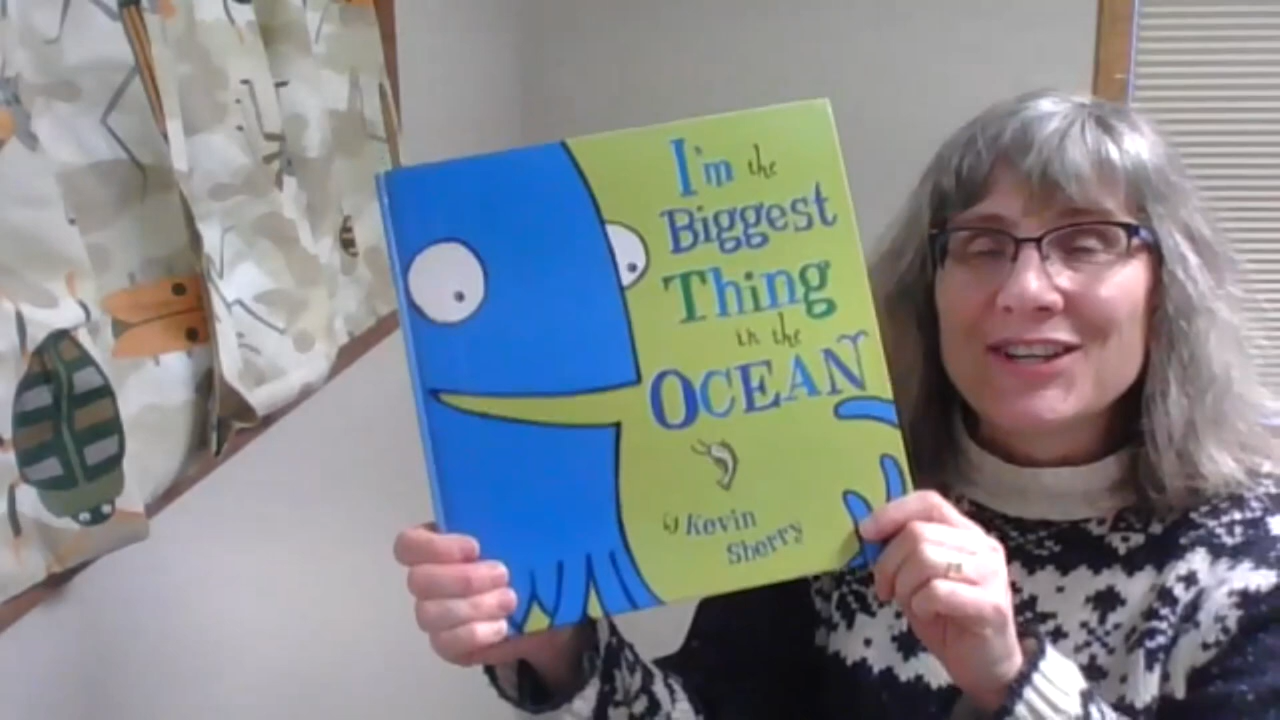 I'm the
Biggest
Thing
in the
OCEAN
by Kevin
Sherry